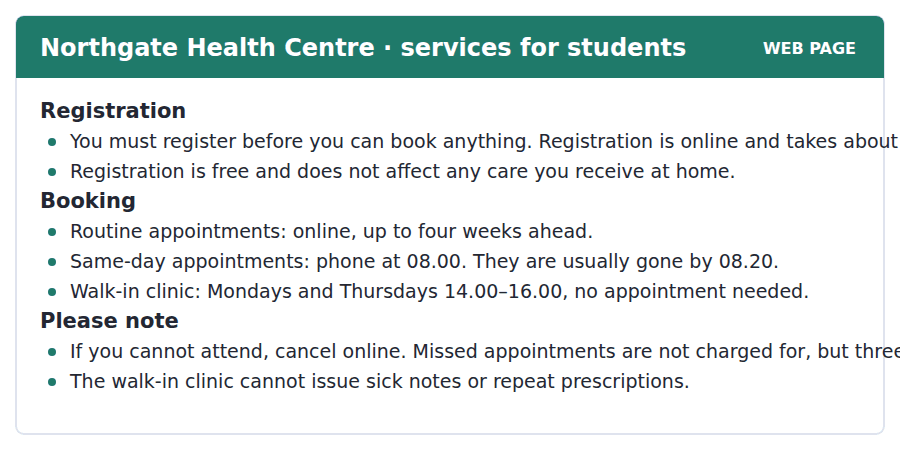 Northgate Health Centre · services for students
WEB PAGE
Registration
You must register before you can book anything. Registration is online and takes about
Registration is free and does not affect any care you receive at home.
Booking
Routine appointments: online, up to four weeks ahead.
Same-day appointments: phone at 08.00. They are usually gone by 08.20.
Walk-in clinic: Mondays and Thursdays 14.00–16.00, no appointment needed.
Please note
If you cannot attend, cancel online. Missed appointments are not charged for, but three
The walk-in clinic cannot issue sick notes or repeat prescriptions.